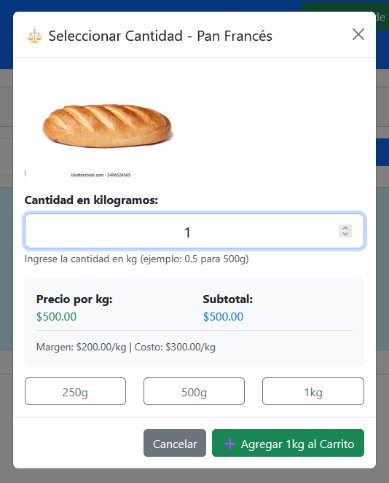 de
Seleccionar Cantidad - Pan Francés
shutterstock.com · 1498524565
Cantidad en kilogramos:
1
Ingrese la cantidad en kg (ejemplo: 0.5 para 500g)
Precio por kg:
Subtotal:
$500.00
$500.00
Margen: $200.00/kg | Costo: $300.00/kg
250g
500g
1kg
Cancelar
Agregar 1kg al Carrito